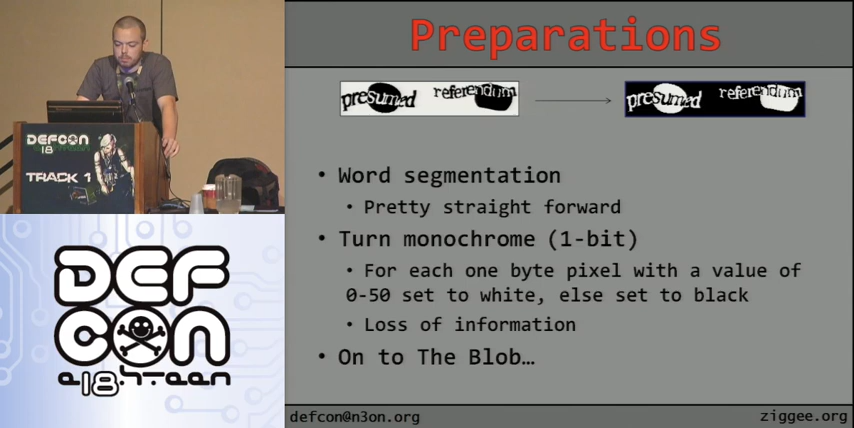 Preparations
presumed referendum
presumed referendum
• Word segmentation
• Pretty straight forward
• Turn monochrome (1-bit)
• For each one byte pixel with a value of
0-50 set to white, else set to black
• Loss of information
• On to The Blob…
defcon@n3on.org
ziggee.org
DEFCON
18
TRACK 1
DEF
CON
e18.hteen